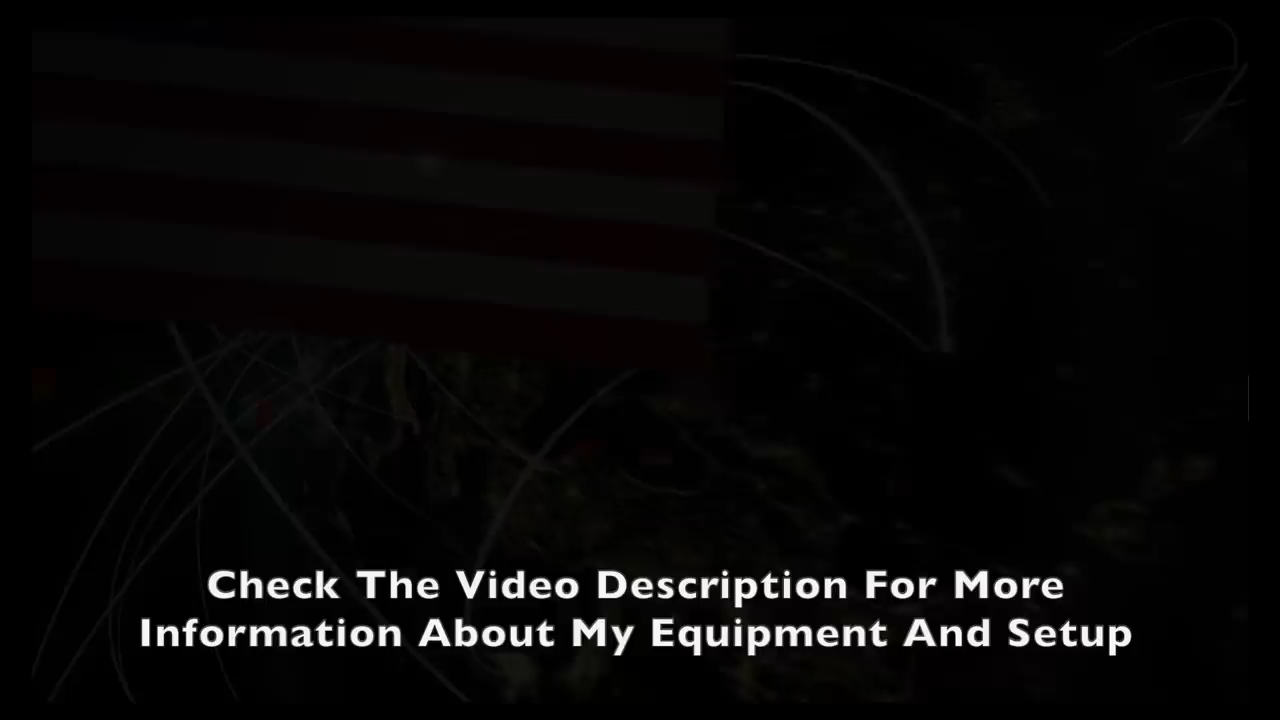 Check The Video Description For More
Information About My Equipment And Setup